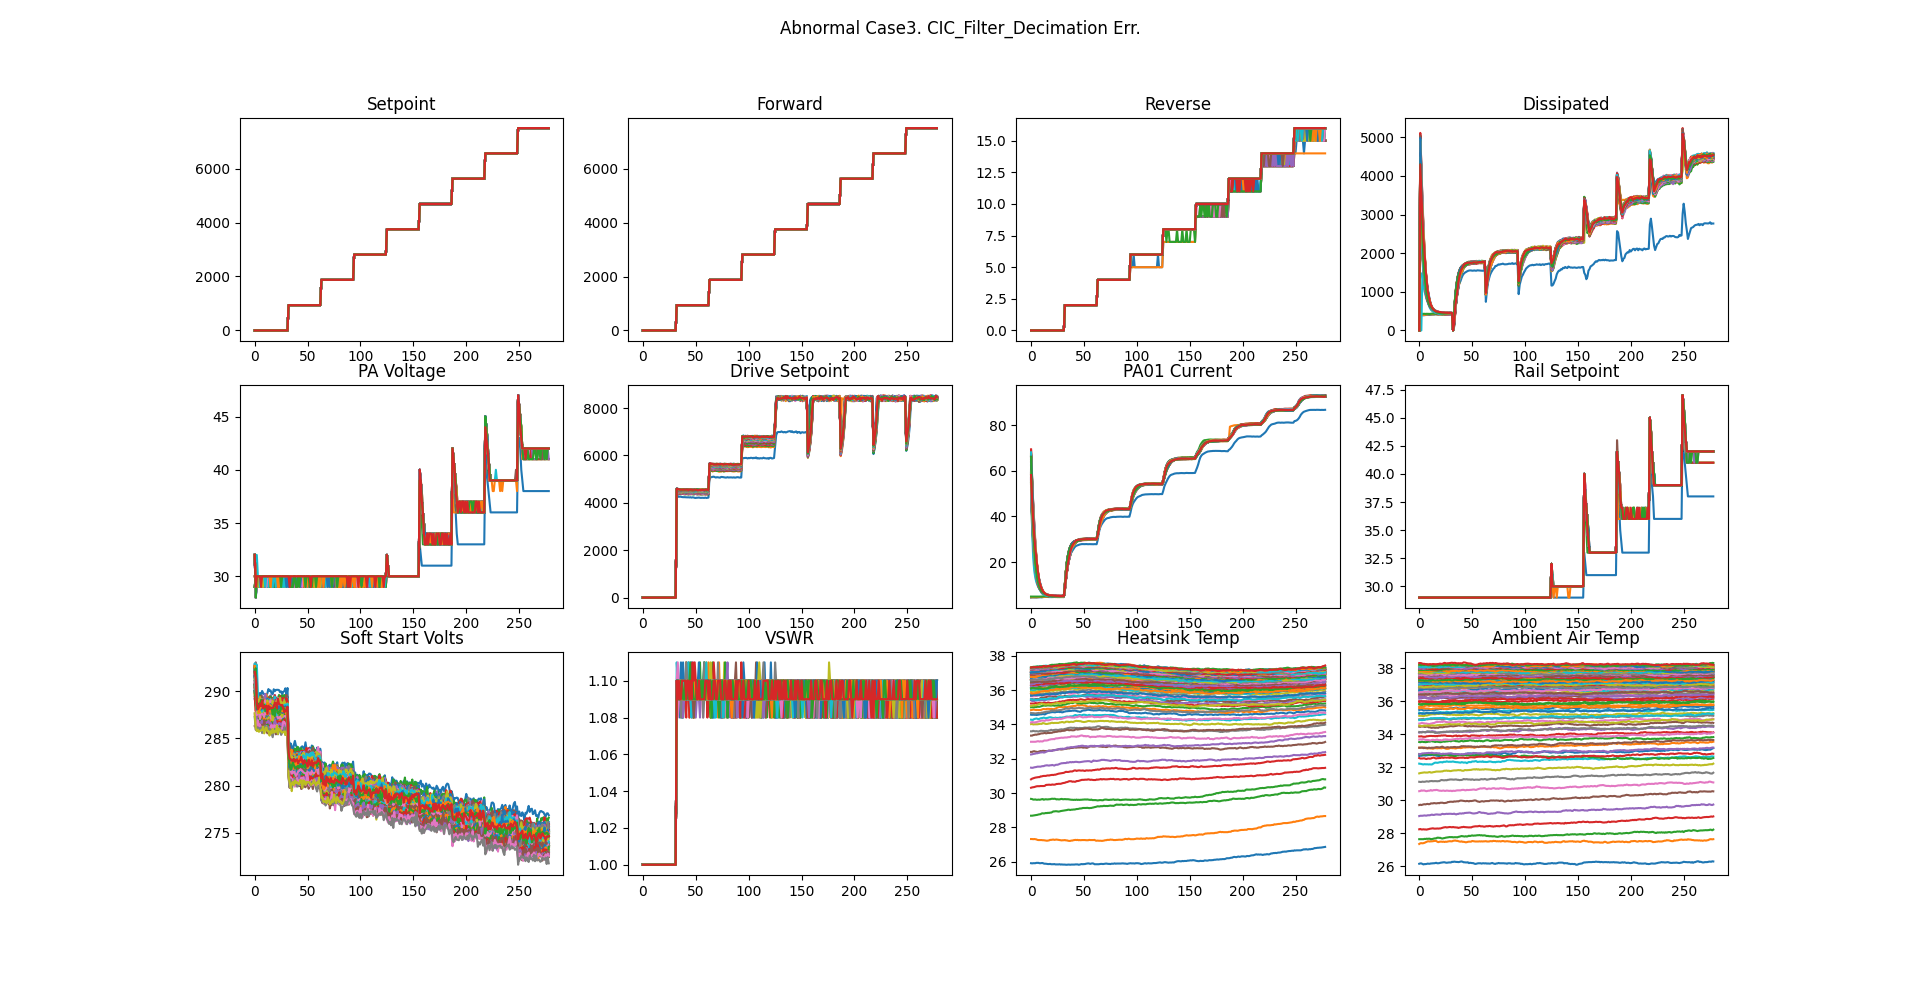 Abnormal Case3. CIC_Filter_Decimation Err.
Setpoint
6000
4000
2000
0
0 50 100 150 200 250
Forward
6000
4000
2000
0
0 50 100 150 200 250
Reverse
15.0
12.5
10.0
7.5
5.0
2.5
0.0
0 50 100 150 200 250
Dissipated
5000
4000
3000
2000
1000
0
0 50 100 150 200 250
PA Voltage
45
40
35
30
0 50 100 150 200 250
Drive Setpoint
8000
6000
4000
2000
0
0 50 100 150 200 250
PA01 Current
80
60
40
20
0 50 100 150 200 250
Rail Setpoint
47.5
45.0
42.5
40.0
37.5
35.0
32.5
30.0
0 50 100 150 200 250
Soft Start Volts
290
285
280
275
0 50 100 150 200 250
VSWR
1.10
1.08
1.06
1.04
1.02
1.00
0 50 100 150 200 250
Heatsink Temp
38
36
34
32
30
28
26
0 50 100 150 200 250
Ambient Air Temp
38
36
34
32
30
28
26
0 50 100 150 200 250